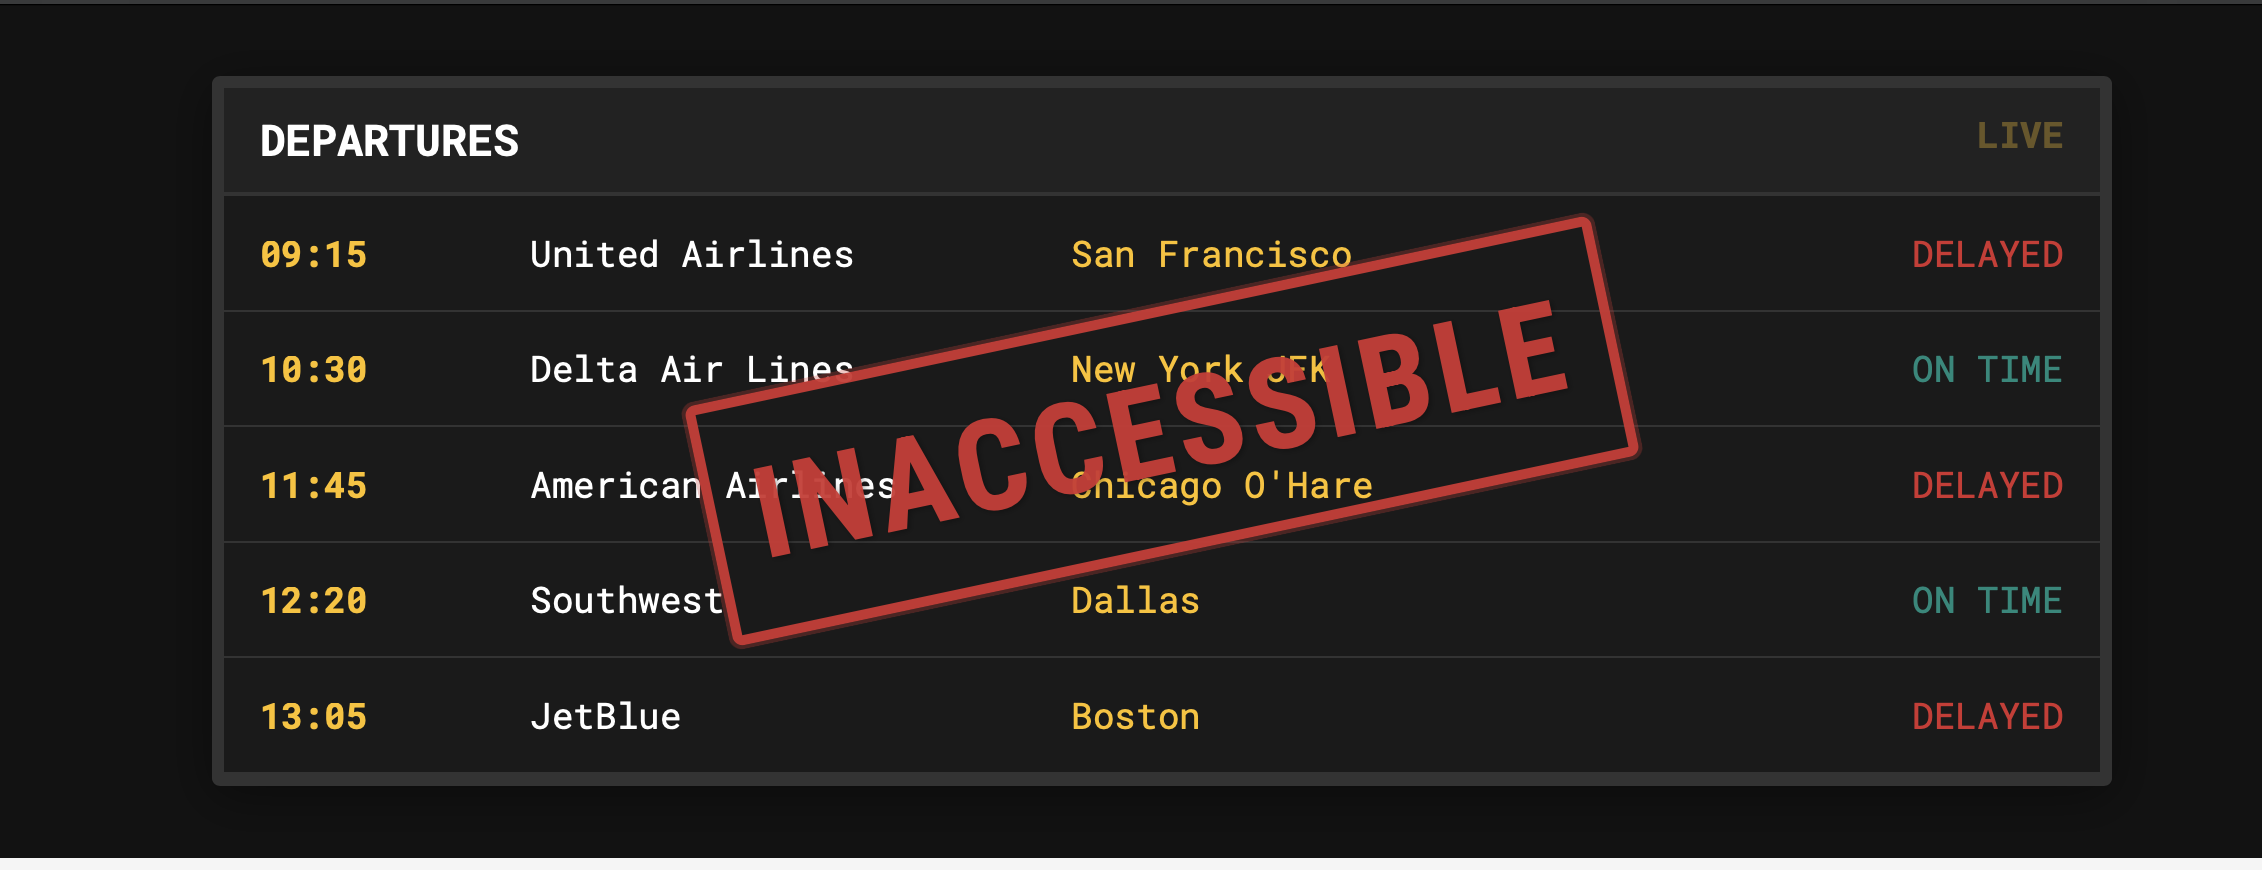 DEPARTURES LIVE
09:15 United Airlines San Francisco DELAYED
10:30 Delta Air Lines New York JFK ON TIME
INACCESSIBLE
11:45 American Airlines Chicago O'Hare DELAYED
12:20 Southwest Dallas ON TIME
13:05 JetBlue Boston DELAYED